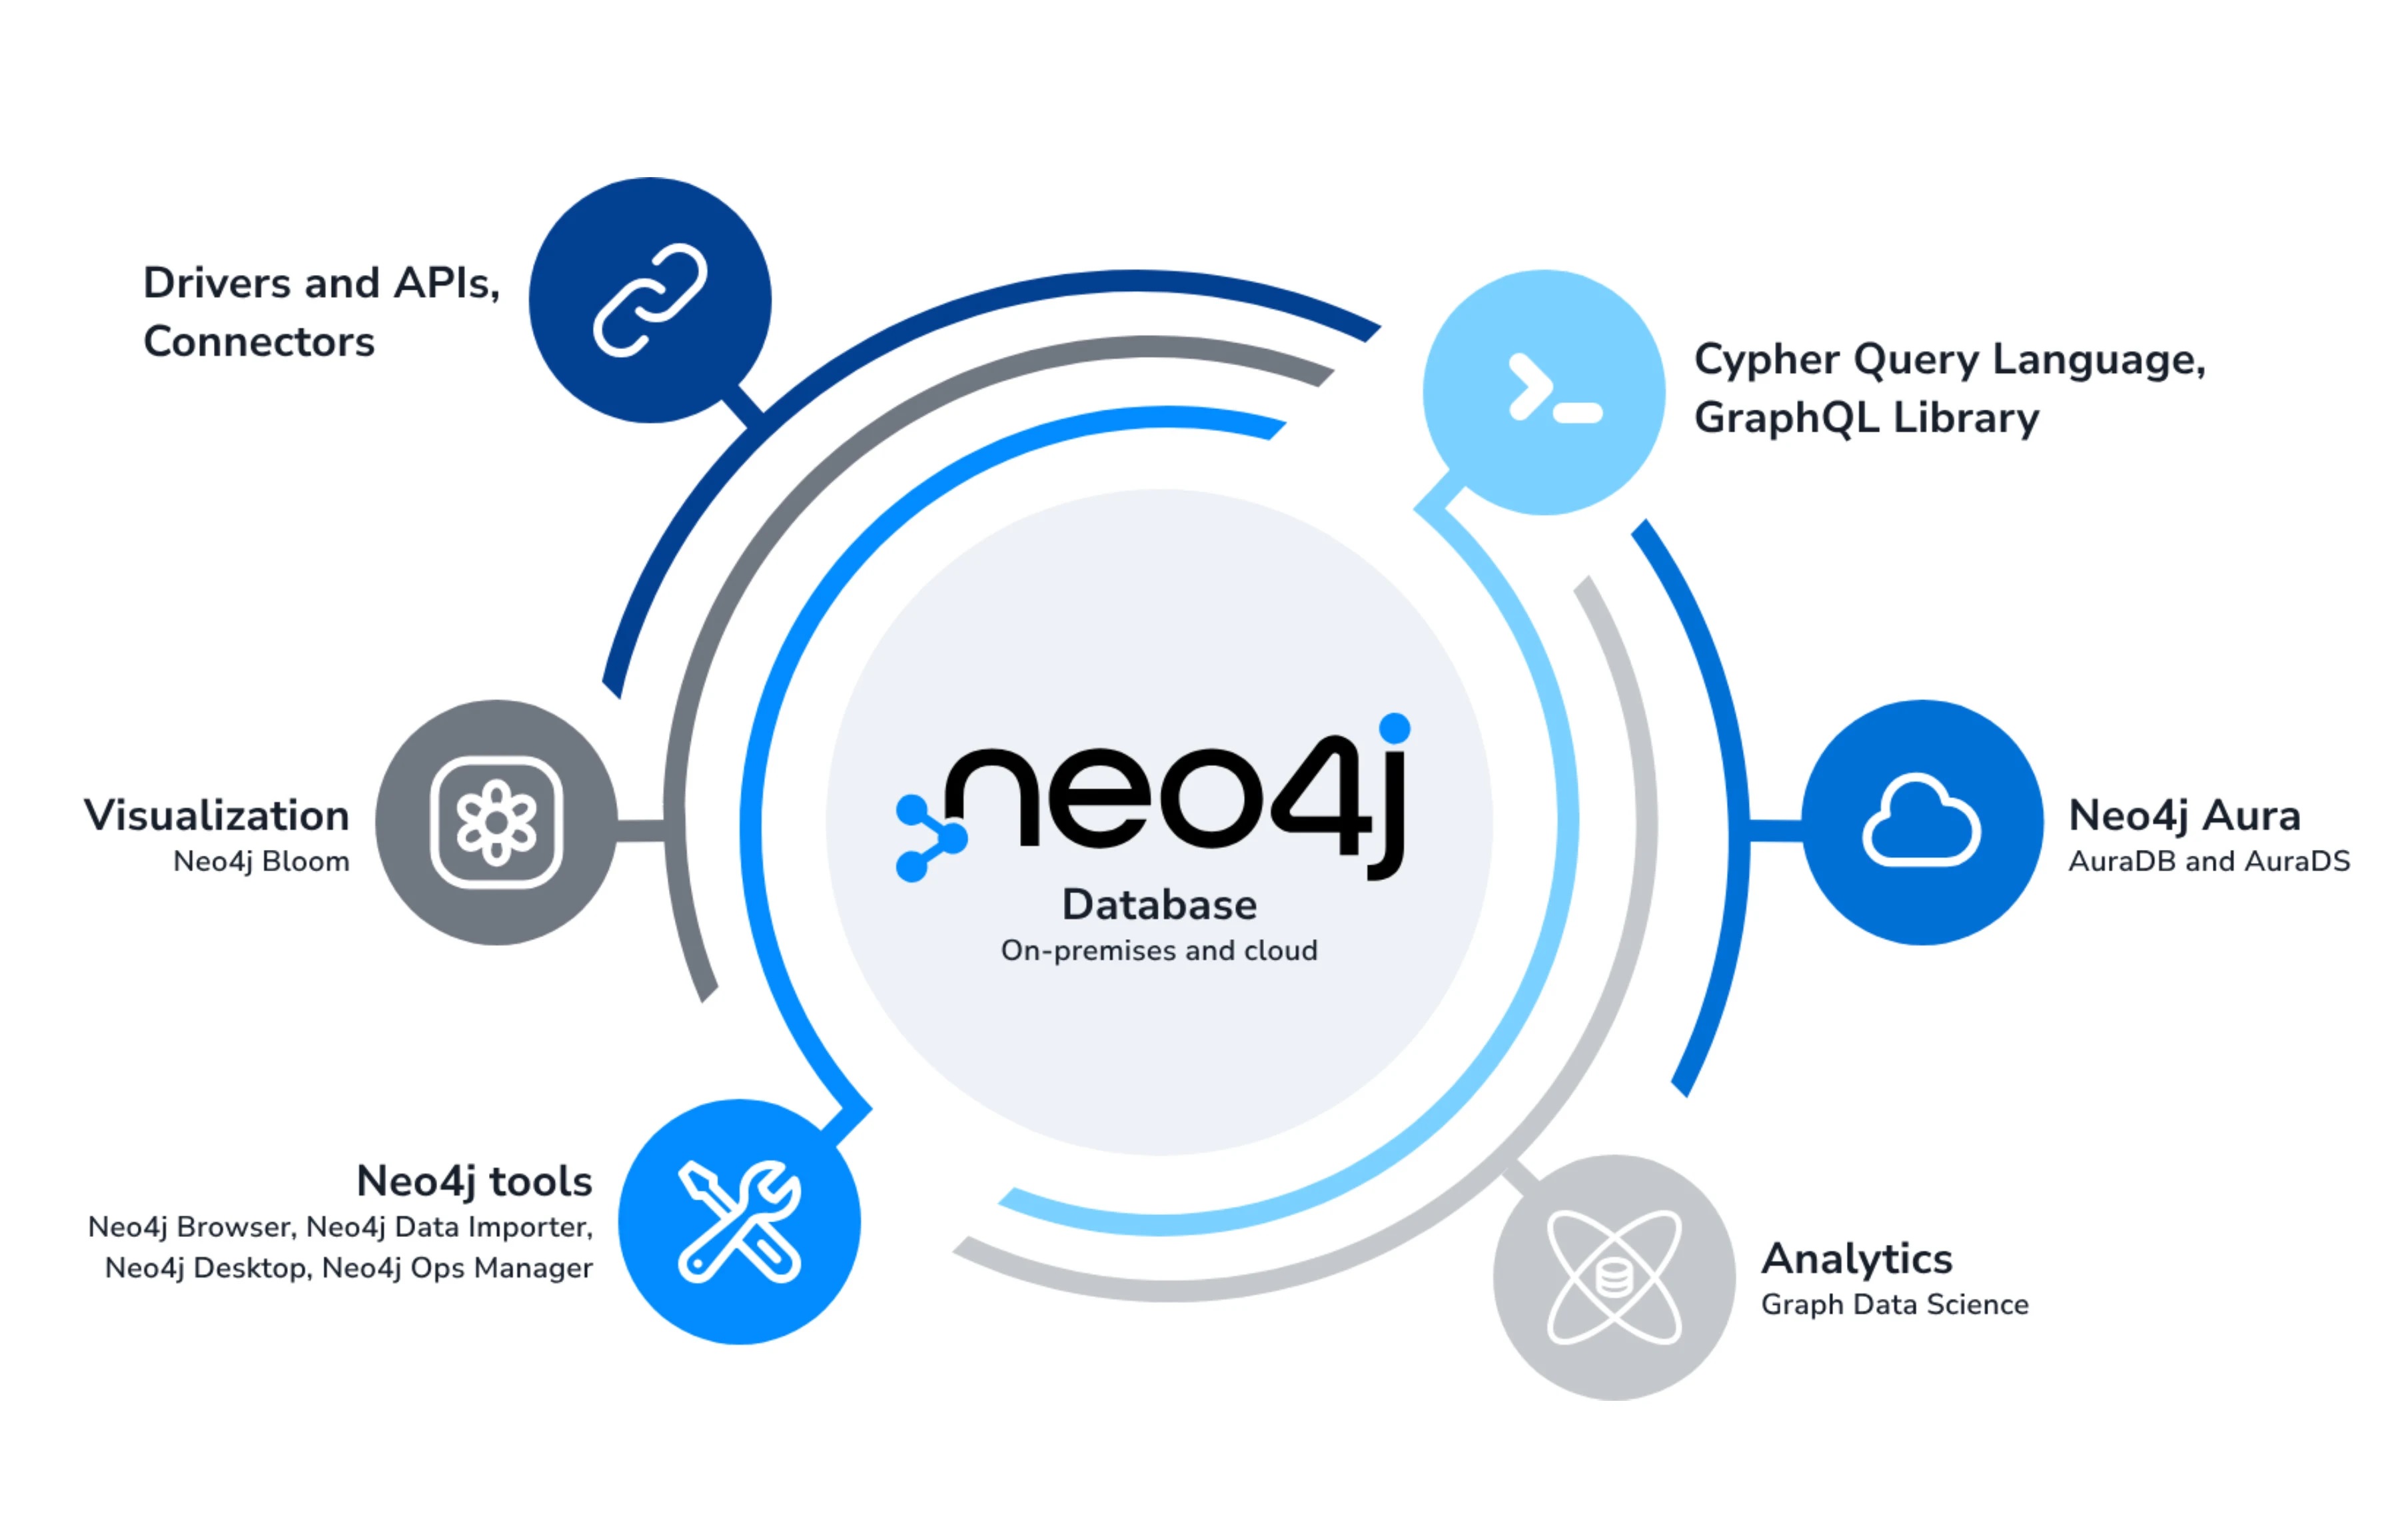 Drivers and APIs,
Connectors
Cypher Query Language,
GraphQL Library
Visualization
Neo4j Bloom
neo4j
Database
On-premises and cloud
Neo4j Aura
AuraDB and AuraDS
Neo4j tools
Neo4j Browser, Neo4j Data Importer,
Neo4j Desktop, Neo4j Ops Manager
Analytics
Graph Data Science